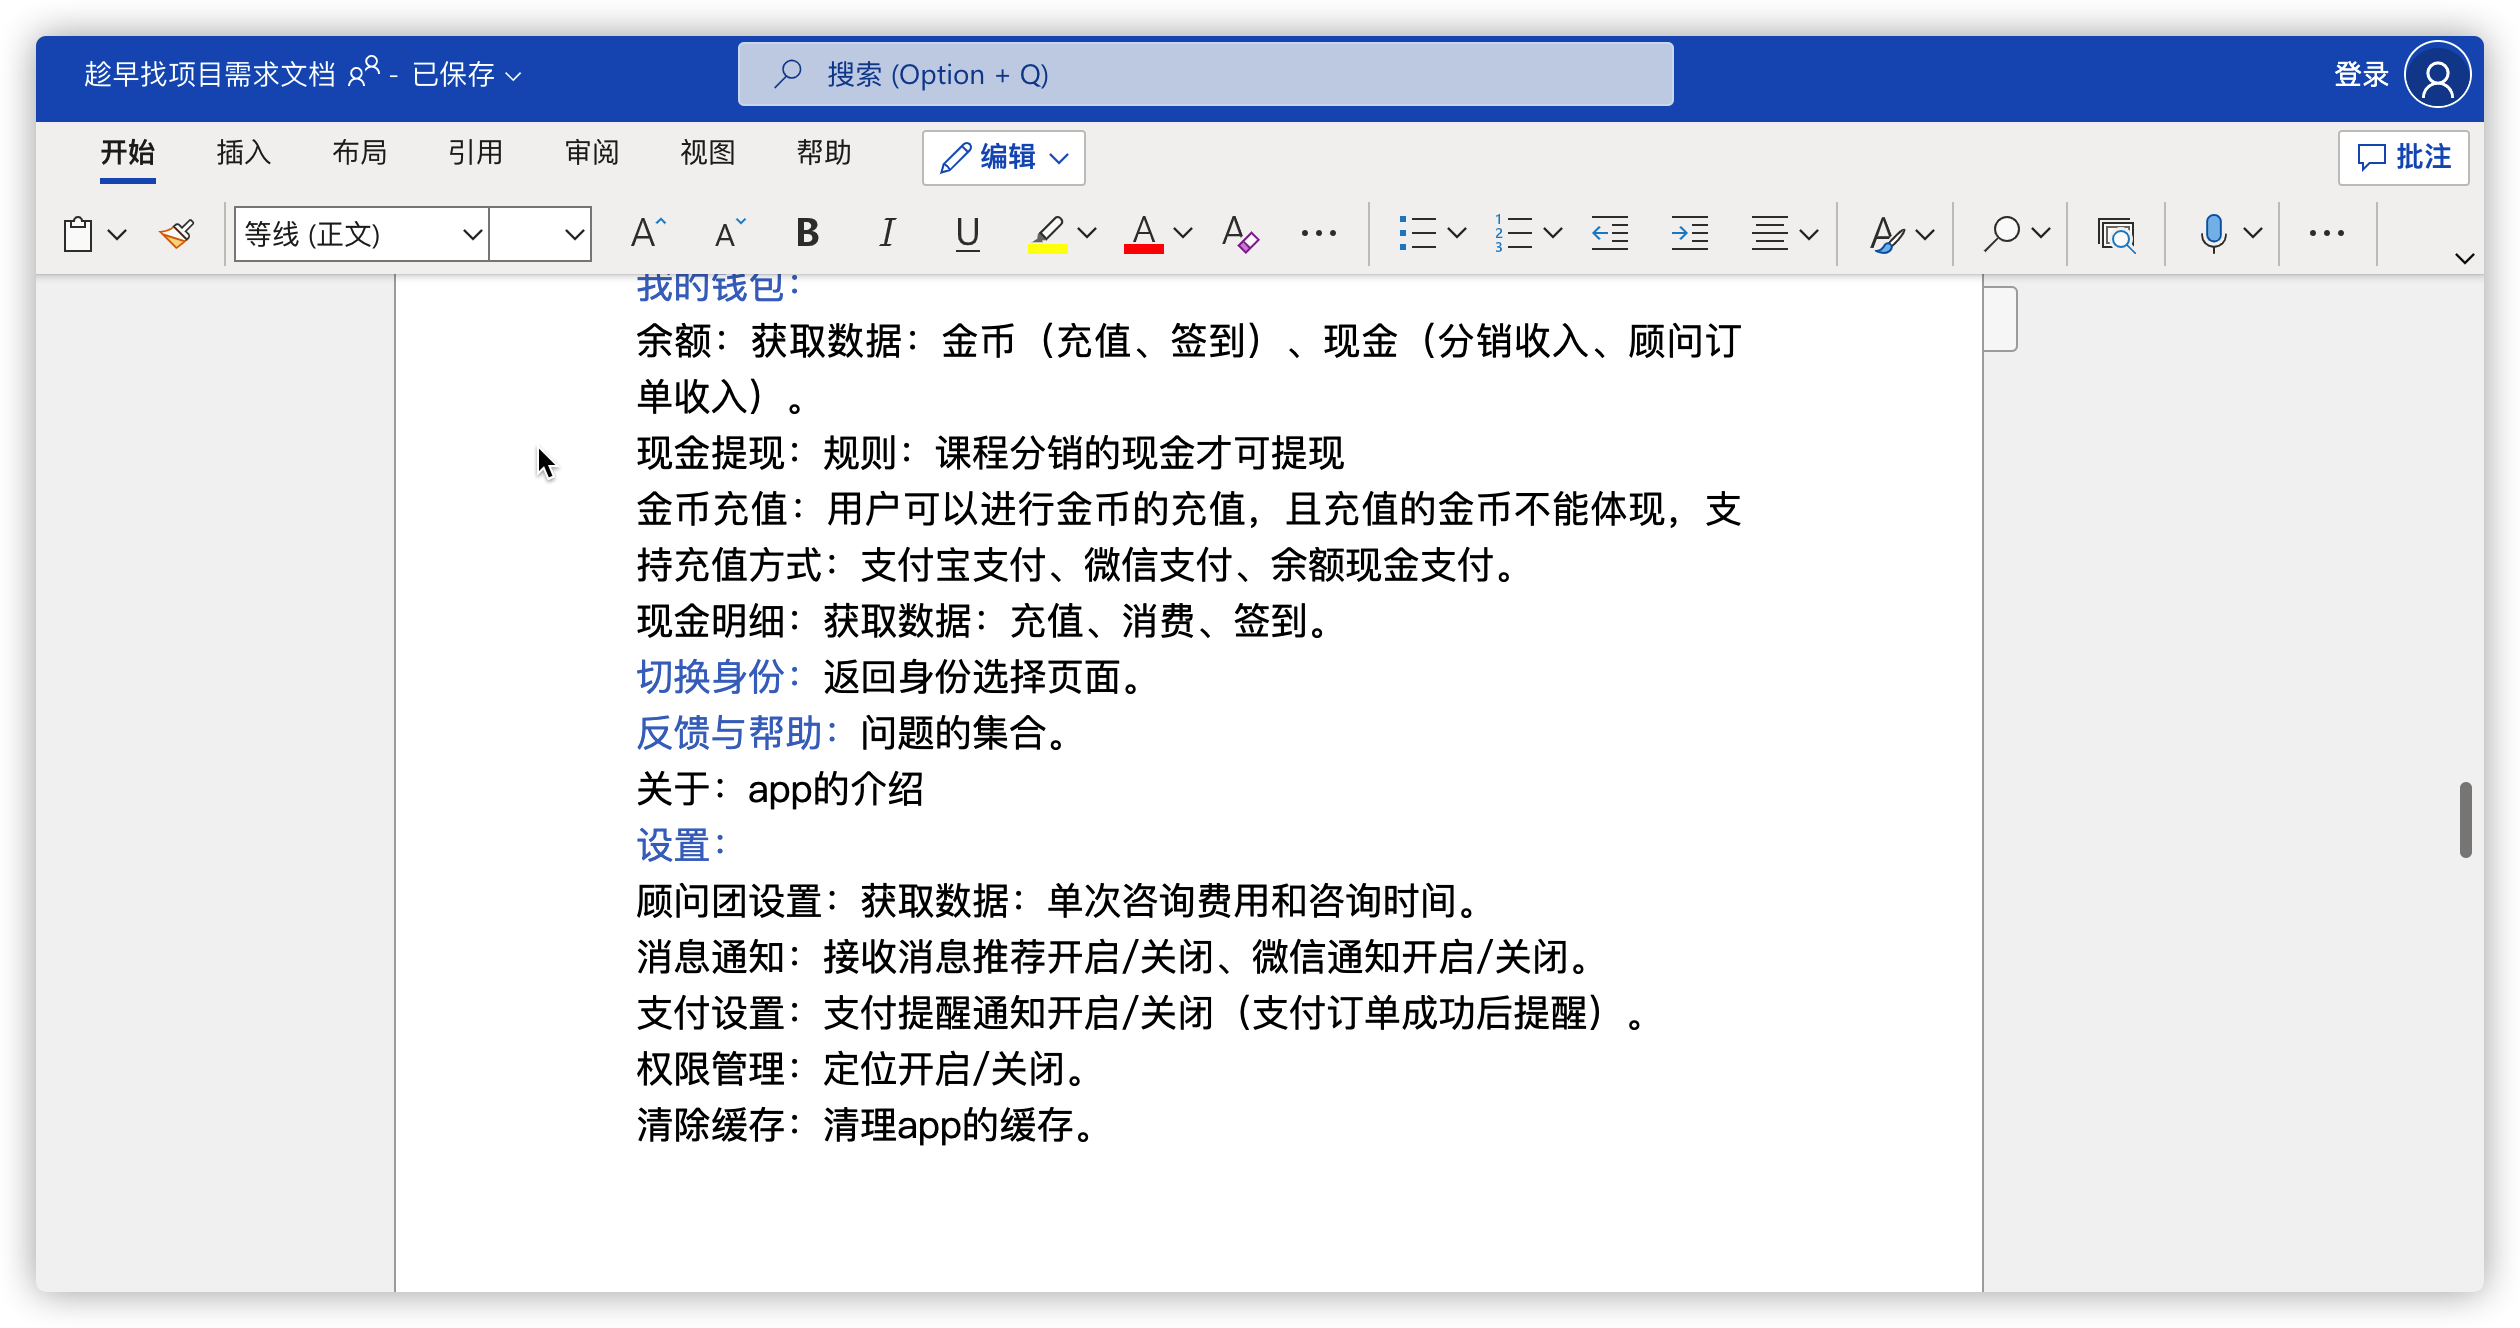 趁早找项目需求文档 - 已保存
搜索 (Option + Q)
登录
开始 插入 布局 引用 审阅 视图 帮助 编辑 批注
等线 (正文)
我的钱包：
余额：获取数据：金币（充值、签到）、现金（分销收入、顾问订
单收入）。
现金提现：规则：课程分销的现金才可提现
金币充值：用户可以进行金币的充值，且充值的金币不能体现，支
持充值方式：支付宝支付、微信支付、余额现金支付。
现金明细：获取数据：充值、消费、签到。
切换身份：返回身份选择页面。
反馈与帮助：问题的集合。
关于：app的介绍
设置：
顾问团设置：获取数据：单次咨询费用和咨询时间。
消息通知：接收消息推荐开启/关闭、微信通知开启/关闭。
支付设置：支付提醒通知开启/关闭（支付订单成功后提醒）。
权限管理：定位开启/关闭。
清除缓存：清理app的缓存。